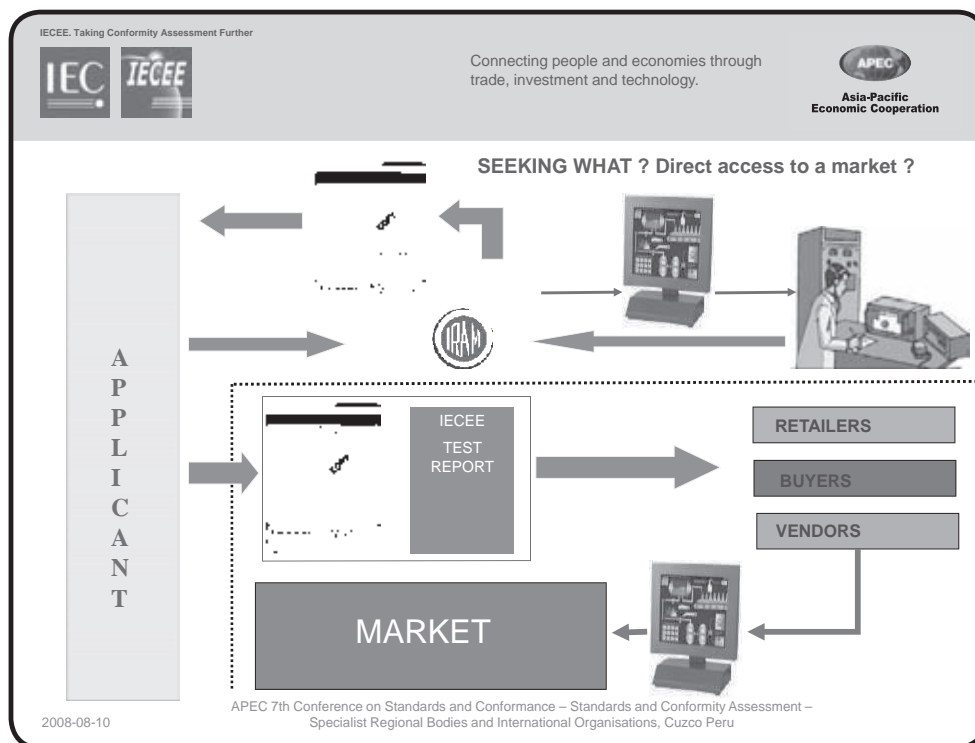 IECEE. Taking Conformity Assessment Further
IEC
IECEE
Connecting people and economies through
trade, investment and technology.
APEC
Asia-Pacific
Economic Cooperation
SEEKING WHAT ? Direct access to a market ?
IRAM
APPLICANT
IECEE
TEST
REPORT
RETAILERS
BUYERS
VENDORS
MARKET
APEC 7th Conference on Standards and Conformance – Standards and Conformity Assessment –
Specialist Regional Bodies and International Organisations, Cuzco Peru
2008-08-10